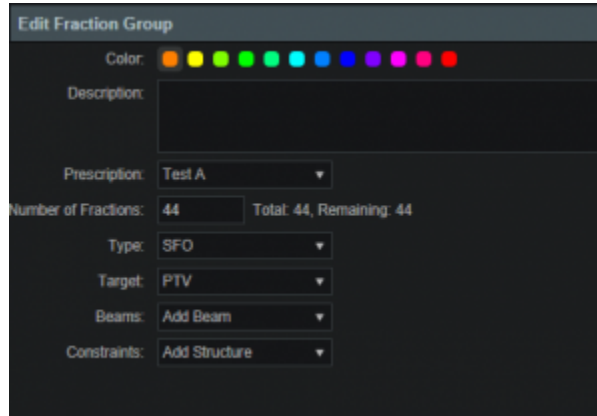 Edit Fraction Group
Color:
Description:
Prescription: Test A
Number of Fractions: 44 Total: 44, Remaining: 44
Type: SFO
Target: PTV
Beams: Add Beam
Constraints: Add Structure